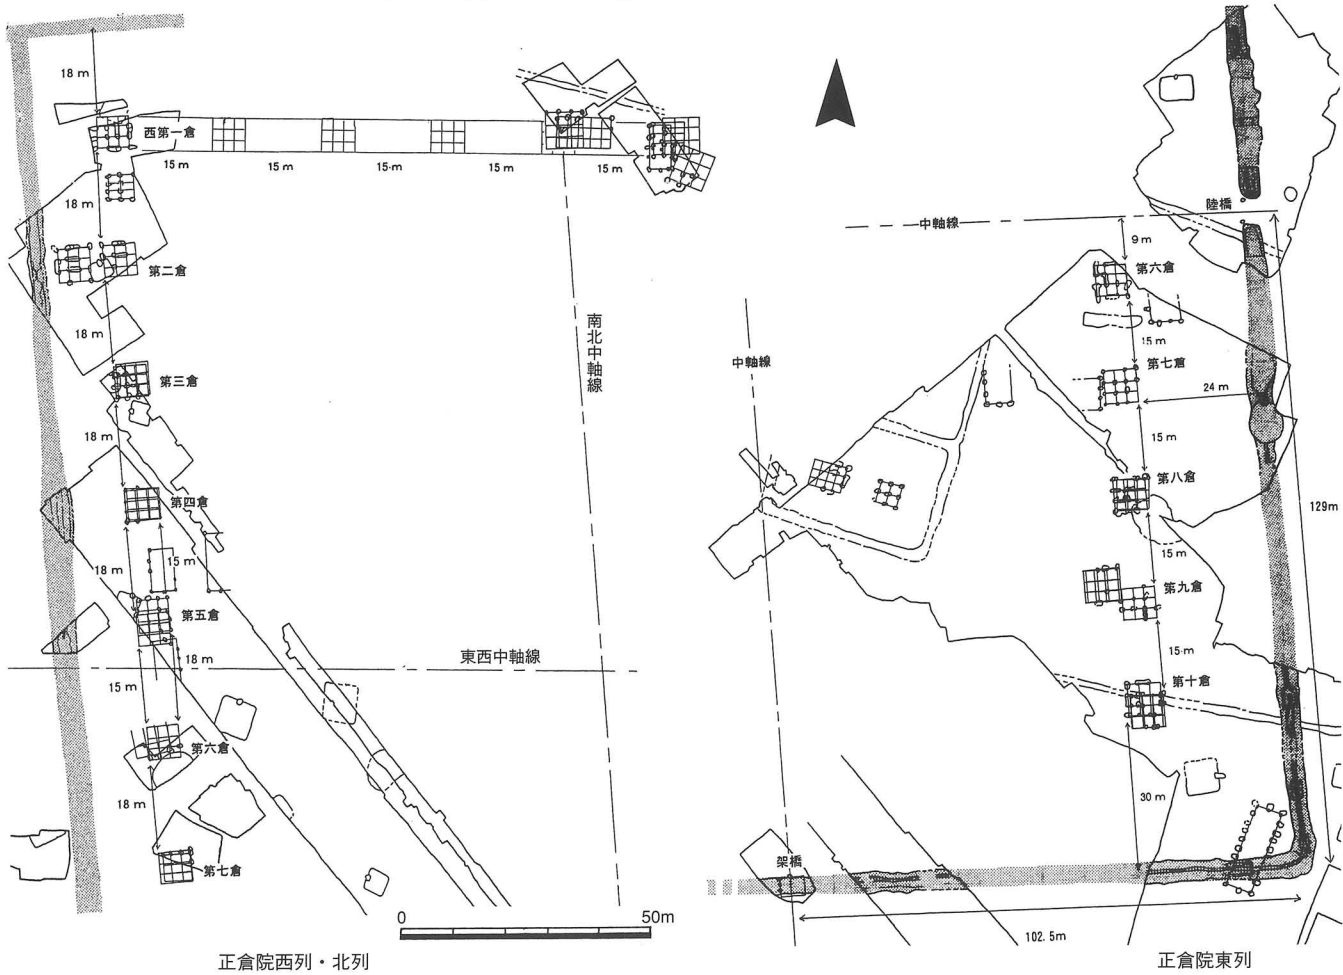 18 m
西第一倉
15 m
15 m
15 m
15 m
15 m
18 m
第二倉
18 m
第三倉
18 m
第四倉
18 m
15 m
第五倉
18 m
東西中軸線
15 m
第六倉
18 m
第七倉
南北中軸線
0
50m
正倉院西列・北列
陸橋
中軸線
9 m
第六倉
15 m
第七倉
24 m
中軸線
15 m
第八倉
129m
15 m
第九倉
15 m
第十倉
30 m
架橋
102.5m
正倉院東列